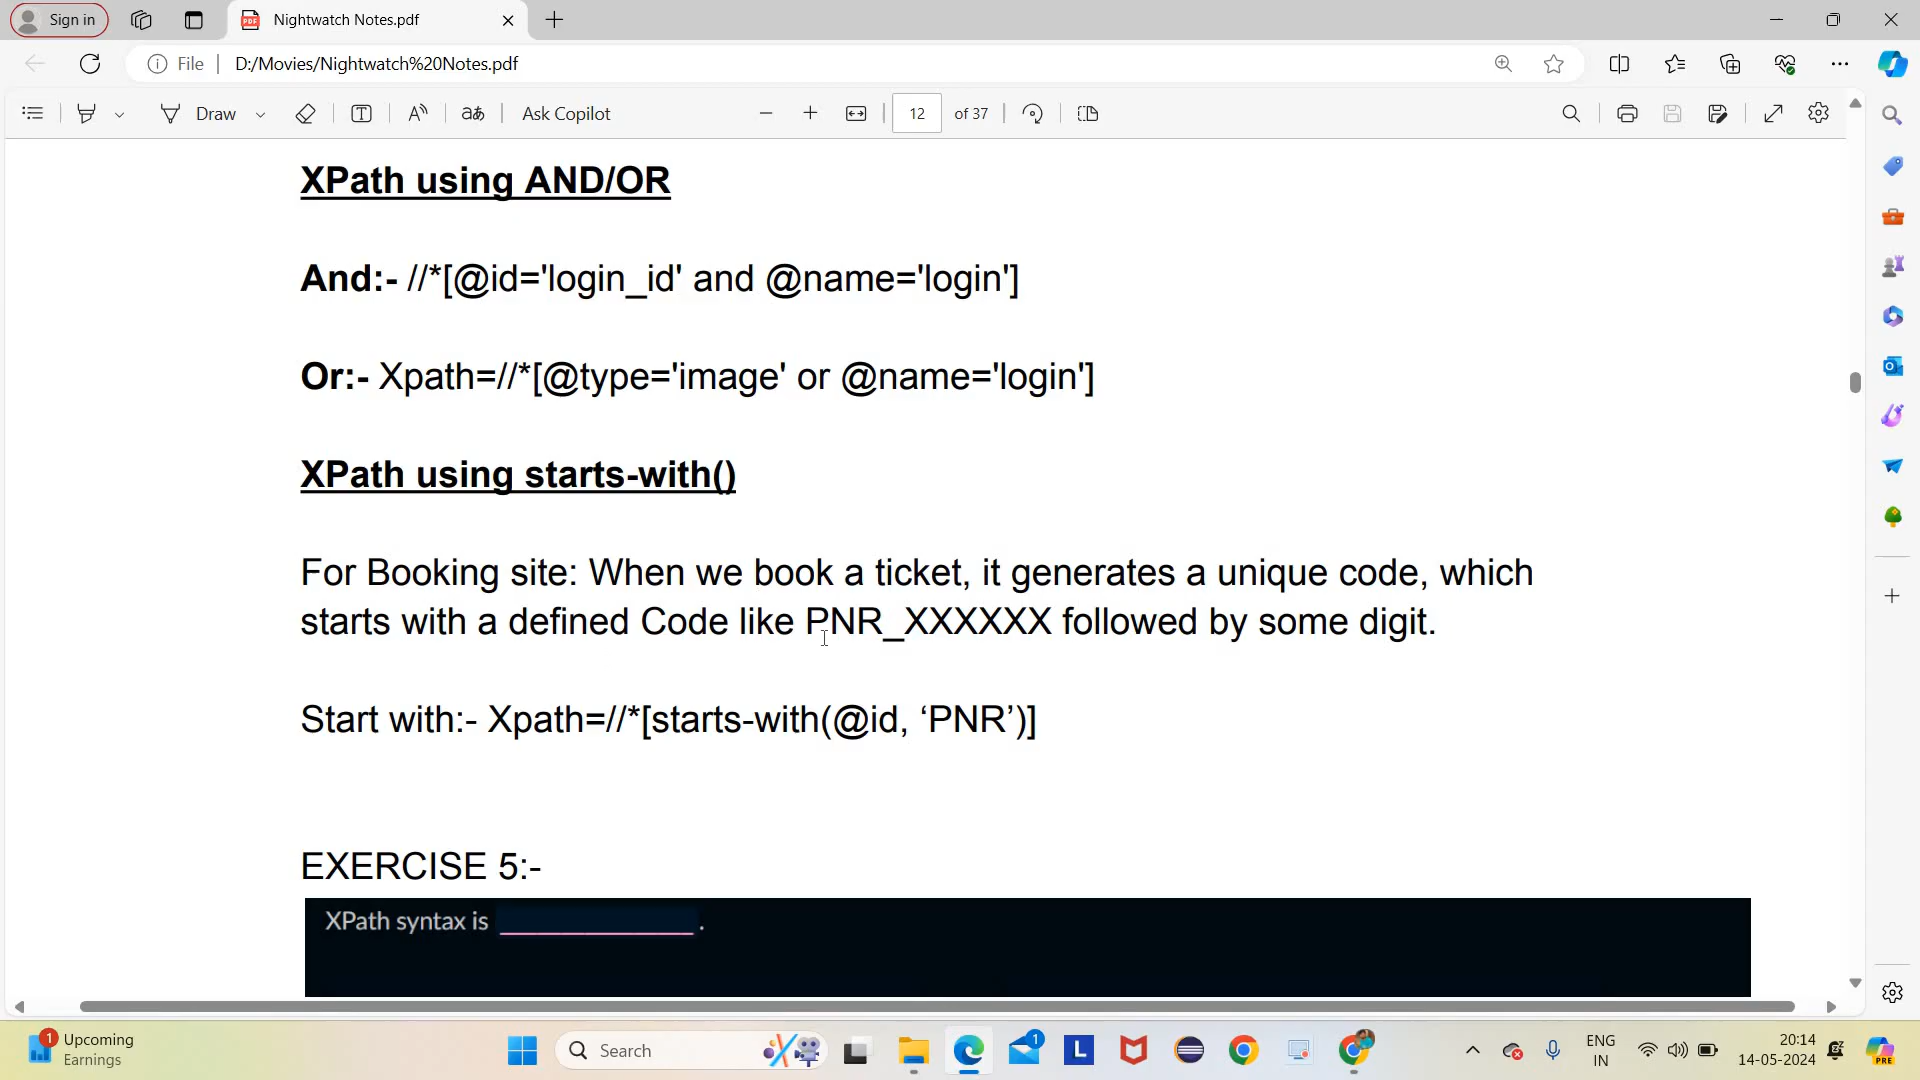 Sign in
Nightwatch Notes.pdf
File
D:/Movies/Nightwatch%20Notes.pdf
Draw
Ask Copilot
12 of 37
XPath using AND/OR
And:- //*[@id='login_id' and @name='login']
Or:- Xpath=//*[@type='image' or @name='login']
XPath using starts-with()
For Booking site: When we book a ticket, it generates a unique code, which
starts with a defined Code like PNR_XXXXXX followed by some digit.
Start with:- Xpath=//*[starts-with(@id, ‘PNR’)]
EXERCISE 5:-
XPath syntax is ________________ .
1
Upcoming
Earnings
Search
1
L
ENG
IN
20:14
14-05-2024
PRE